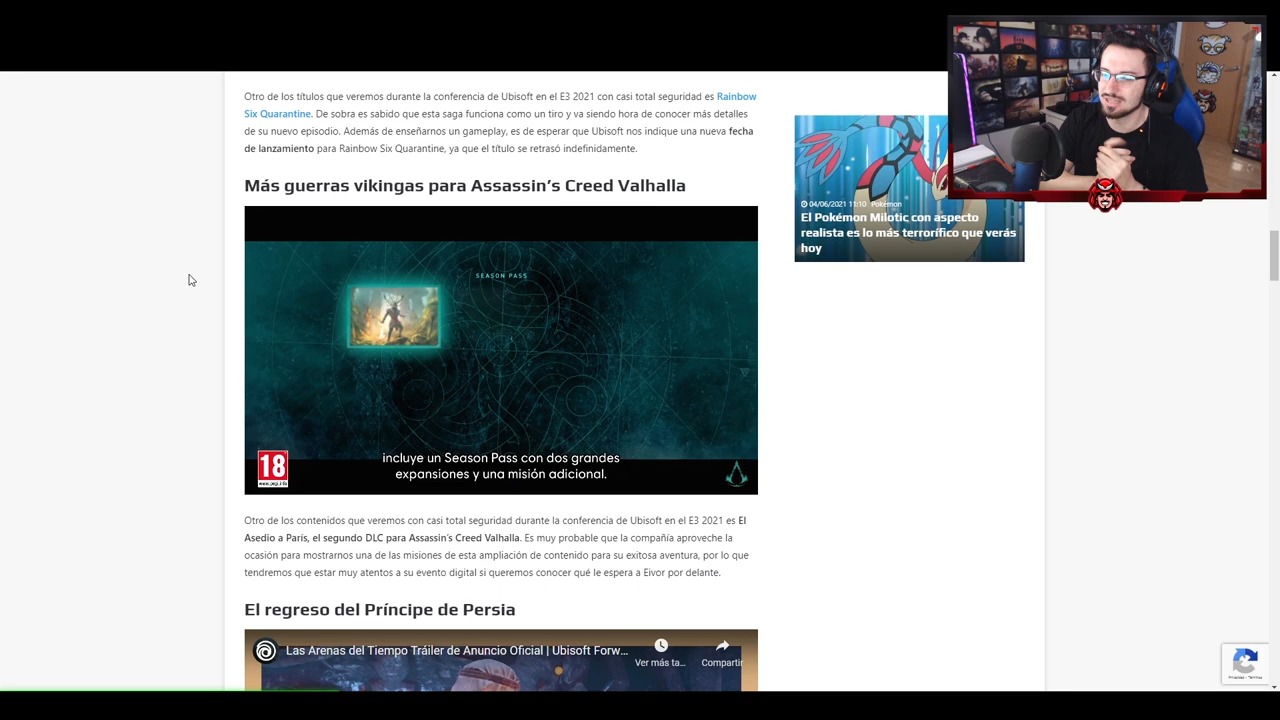 Otro de los títulos que veremos durante la conferencia de Ubisoft en el E3 2021 con casi total seguridad es Rainbow
Six Quarantine. De sobra es sabido que esta saga funciona como un tiro y va siendo hora de conocer más detalles
de su nuevo episodio. Además de enseñarnos un gameplay, es de esperar que Ubisoft nos indique una nueva fecha
de lanzamiento para Rainbow Six Quarantine, ya que el título se retrasó indefinidamente.
Más guerras vikingas para Assassin’s Creed Valhalla
SEASON PASS
incluye un Season Pass con dos grandes
expansiones y una misión adicional.
18
www.pegi.info
Otro de los contenidos que veremos con casi total seguridad durante la conferencia de Ubisoft en el E3 2021 es El
Asedio a París, el segundo DLC para Assassin’s Creed Valhalla. Es muy probable que la compañía aproveche la
ocasión para mostrarnos una de las misiones de esta ampliación de contenido para su exitosa aventura, por lo que
tendremos que estar muy atentos a su evento digital si queremos conocer qué le espera a Eivor por delante.
El regreso del Príncipe de Persia
Las Arenas del Tiempo Tráiler de Anuncio Oficial | Ubisoft Forw...
Ver más ta...
Compartir
04/06/2021 11:10 Pokémon
El Pokémon Milotic con aspecto
realista es lo más terrorífico que verás
hoy
Privacidad - Términos